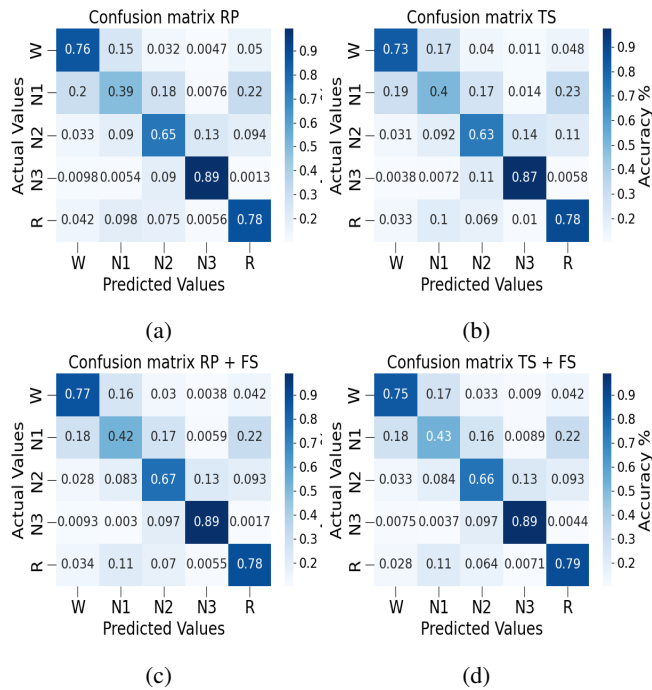 Confusion matrix RP
Actual Values
W 0.76 0.15 0.032 0.0047 0.05
N1 0.2 0.39 0.18 0.0076 0.22
N2 0.033 0.09 0.65 0.13 0.094
N3 0.0098 0.0054 0.09 0.89 0.0013
R 0.042 0.098 0.075 0.0056 0.78
W N1 N2 N3 R
Predicted Values
0.9
0.8
0.7
0.6
0.5
0.4
0.3
0.2
(a)
Confusion matrix TS
Actual Values
W 0.73 0.17 0.04 0.011 0.048
N1 0.19 0.4 0.17 0.014 0.23
N2 0.031 0.092 0.63 0.14 0.11
N3 0.0038 0.0072 0.11 0.87 0.0058
R 0.033 0.1 0.069 0.01 0.78
W N1 N2 N3 R
Predicted Values
0.9
0.8
0.7
0.6
0.5
0.4
0.3
0.2
Accuracy %
(b)
Confusion matrix RP + FS
Actual Values
W 0.77 0.16 0.03 0.0038 0.042
N1 0.18 0.42 0.17 0.0059 0.22
N2 0.028 0.083 0.67 0.13 0.093
N3 0.0093 0.003 0.097 0.89 0.0017
R 0.034 0.11 0.07 0.0055 0.78
W N1 N2 N3 R
Predicted Values
0.9
0.8
0.7
0.6
0.5
0.4
0.3
0.2
(c)
Confusion matrix TS + FS
Actual Values
W 0.75 0.17 0.033 0.009 0.042
N1 0.18 0.43 0.16 0.0089 0.22
N2 0.033 0.084 0.66 0.13 0.093
N3 0.0075 0.0037 0.097 0.89 0.0044
R 0.028 0.11 0.064 0.0071 0.79
W N1 N2 N3 R
Predicted Values
0.9
0.8
0.7
0.6
0.5
0.4
0.3
0.2
Accuracy %
(d)